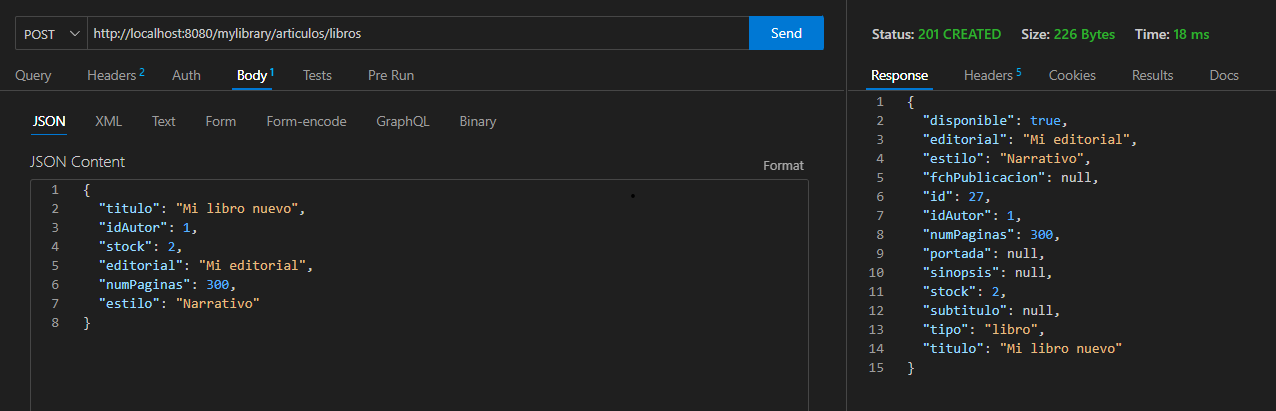 POST http://localhost:8080/mylibrary/articulos/libros Send
Query Headers 2 Auth Body 1 Tests Pre Run
JSON XML Text Form Form-encode GraphQL Binary
JSON Content Format
1 {
2 "titulo": "Mi libro nuevo",
3 "idAutor": 1,
4 "stock": 2,
5 "editorial": "Mi editorial",
6 "numPaginas": 300,
7 "estilo": "Narrativo"
8 }
Status: 201 CREATED Size: 226 Bytes Time: 18 ms
Response Headers 5 Cookies Results Docs
1 {
2 "disponible": true,
3 "editorial": "Mi editorial",
4 "estilo": "Narrativo",
5 "fchPublicacion": null,
6 "id": 27,
7 "idAutor": 1,
8 "numPaginas": 300,
9 "portada": null,
10 "sinopsis": null,
11 "stock": 2,
12 "subtitulo": null,
13 "tipo": "libro",
14 "titulo": "Mi libro nuevo"
15 }